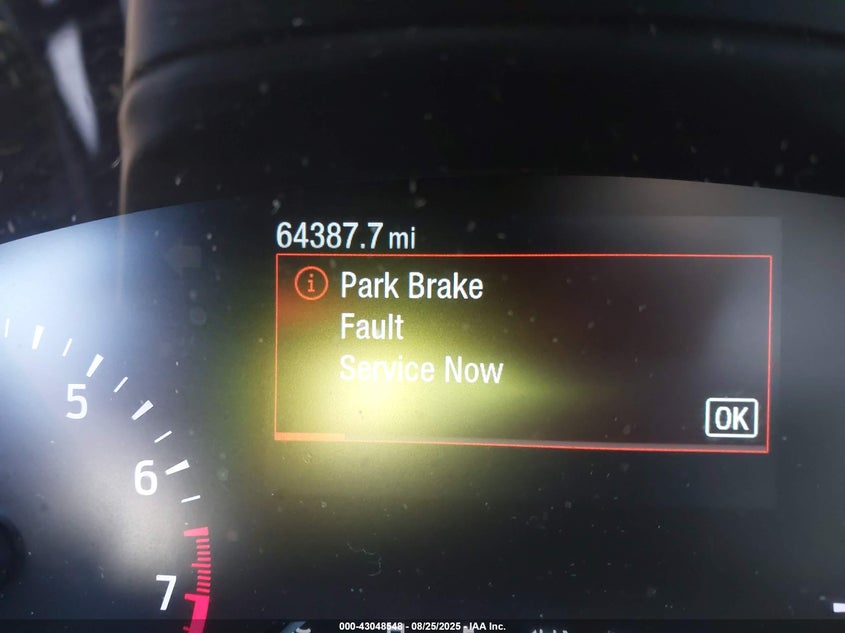 64387.7 mi
i Park Brake
Fault
Service Now
OK
5
6
7
000-43048548 - 08/25/2025 - IAA Inc.